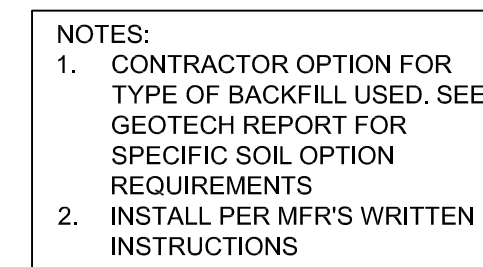 NOTES:
1. CONTRACTOR OPTION FOR
TYPE OF BACKFILL USED. SEE
GEOTECH REPORT FOR
SPECIFIC SOIL OPTION
REQUIREMENTS
2. INSTALL PER MFR'S WRITTEN
INSTRUCTIONS